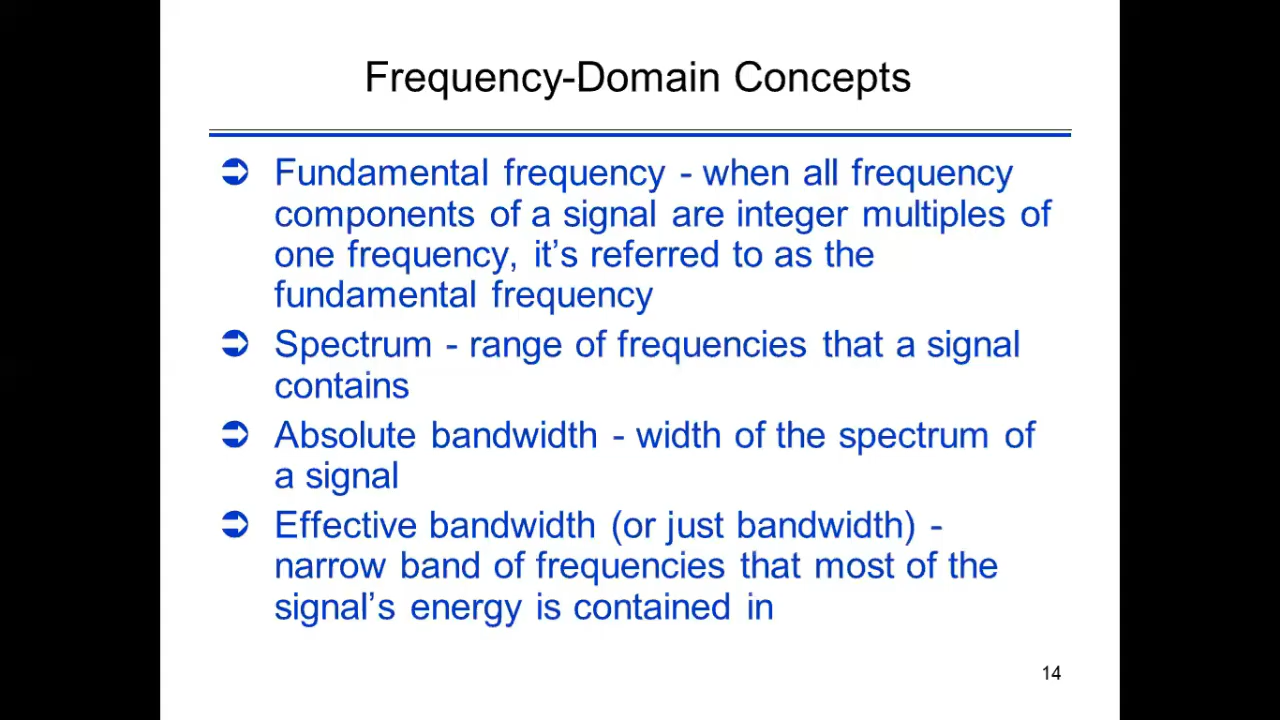 Frequency-Domain Concepts
Fundamental frequency - when all frequency
components of a signal are integer multiples of
one frequency, it’s referred to as the
fundamental frequency
Spectrum - range of frequencies that a signal
contains
Absolute bandwidth - width of the spectrum of
a signal
Effective bandwidth (or just bandwidth) -
narrow band of frequencies that most of the
signal’s energy is contained in
14